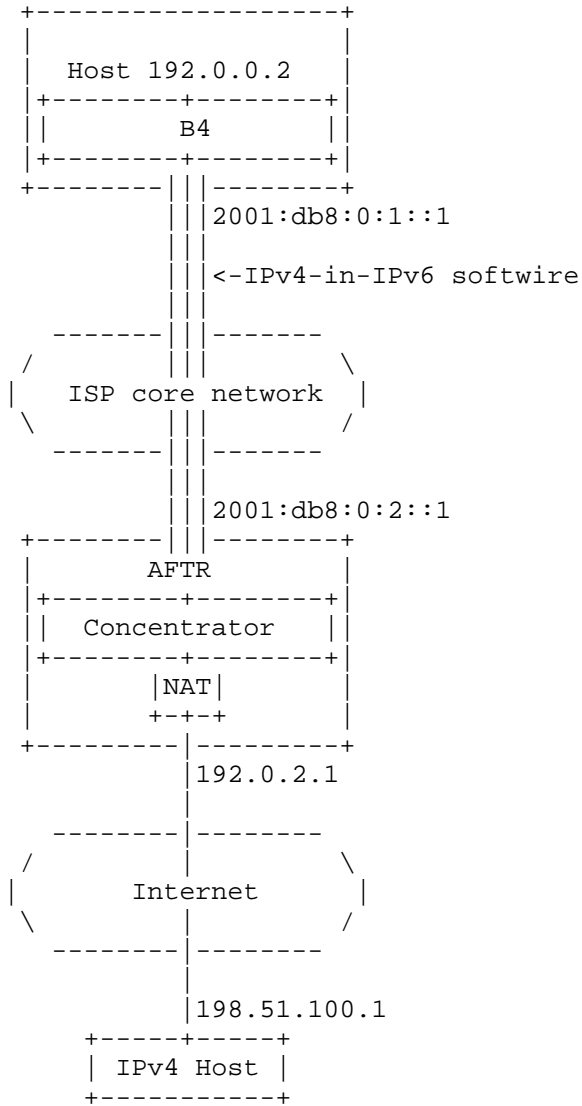 Host 192.0.0.2
B4
2001:db8:0:1::1
<-IPv4-in-IPv6 softwire
ISP core network
2001:db8:0:2::1
AFTR
Concentrator
NAT
192.0.2.1
Internet
198.51.100.1
IPv4 Host